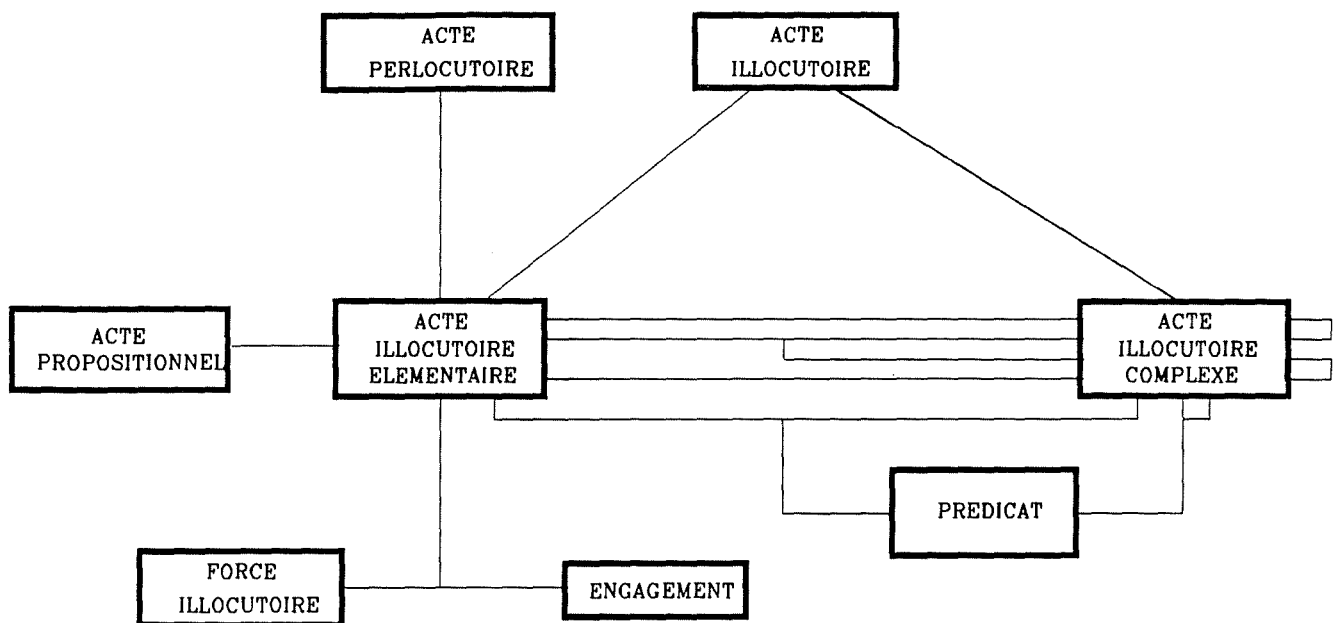 ACTE
PERLOCUTOIRE
ACTE
ILLOCUTOIRE
ACTE
PROPOSITIONNEL
ACTE
ILLOCUTOIRE
ELEMENTAIRE
ACTE
ILLOCUTOIRE
COMPLEXE
PREDICAT
FORCE
ILLOCUTOIRE
ENGAGEMENT